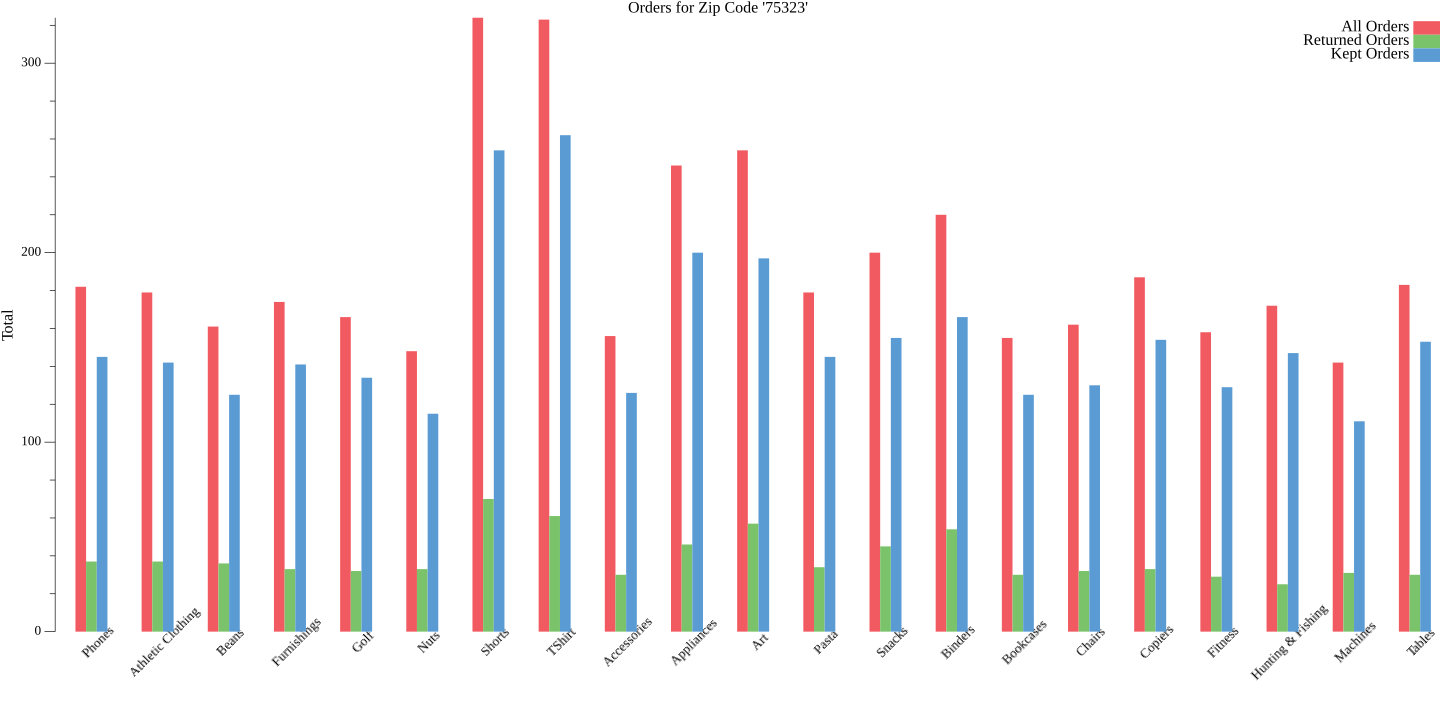 Orders for Zip Code '75323'
All Orders
Returned Orders
Kept Orders
300
200
100
0
Total
Phones
Athletic Clothing
Beans
Furnishings
Golf
Nuts
Shorts
TShirt
Accessories
Appliances
Art
Pasta
Snacks
Binders
Bookcases
Chairs
Copiers
Fitness
Hunting & Fishing
Machines
Tables